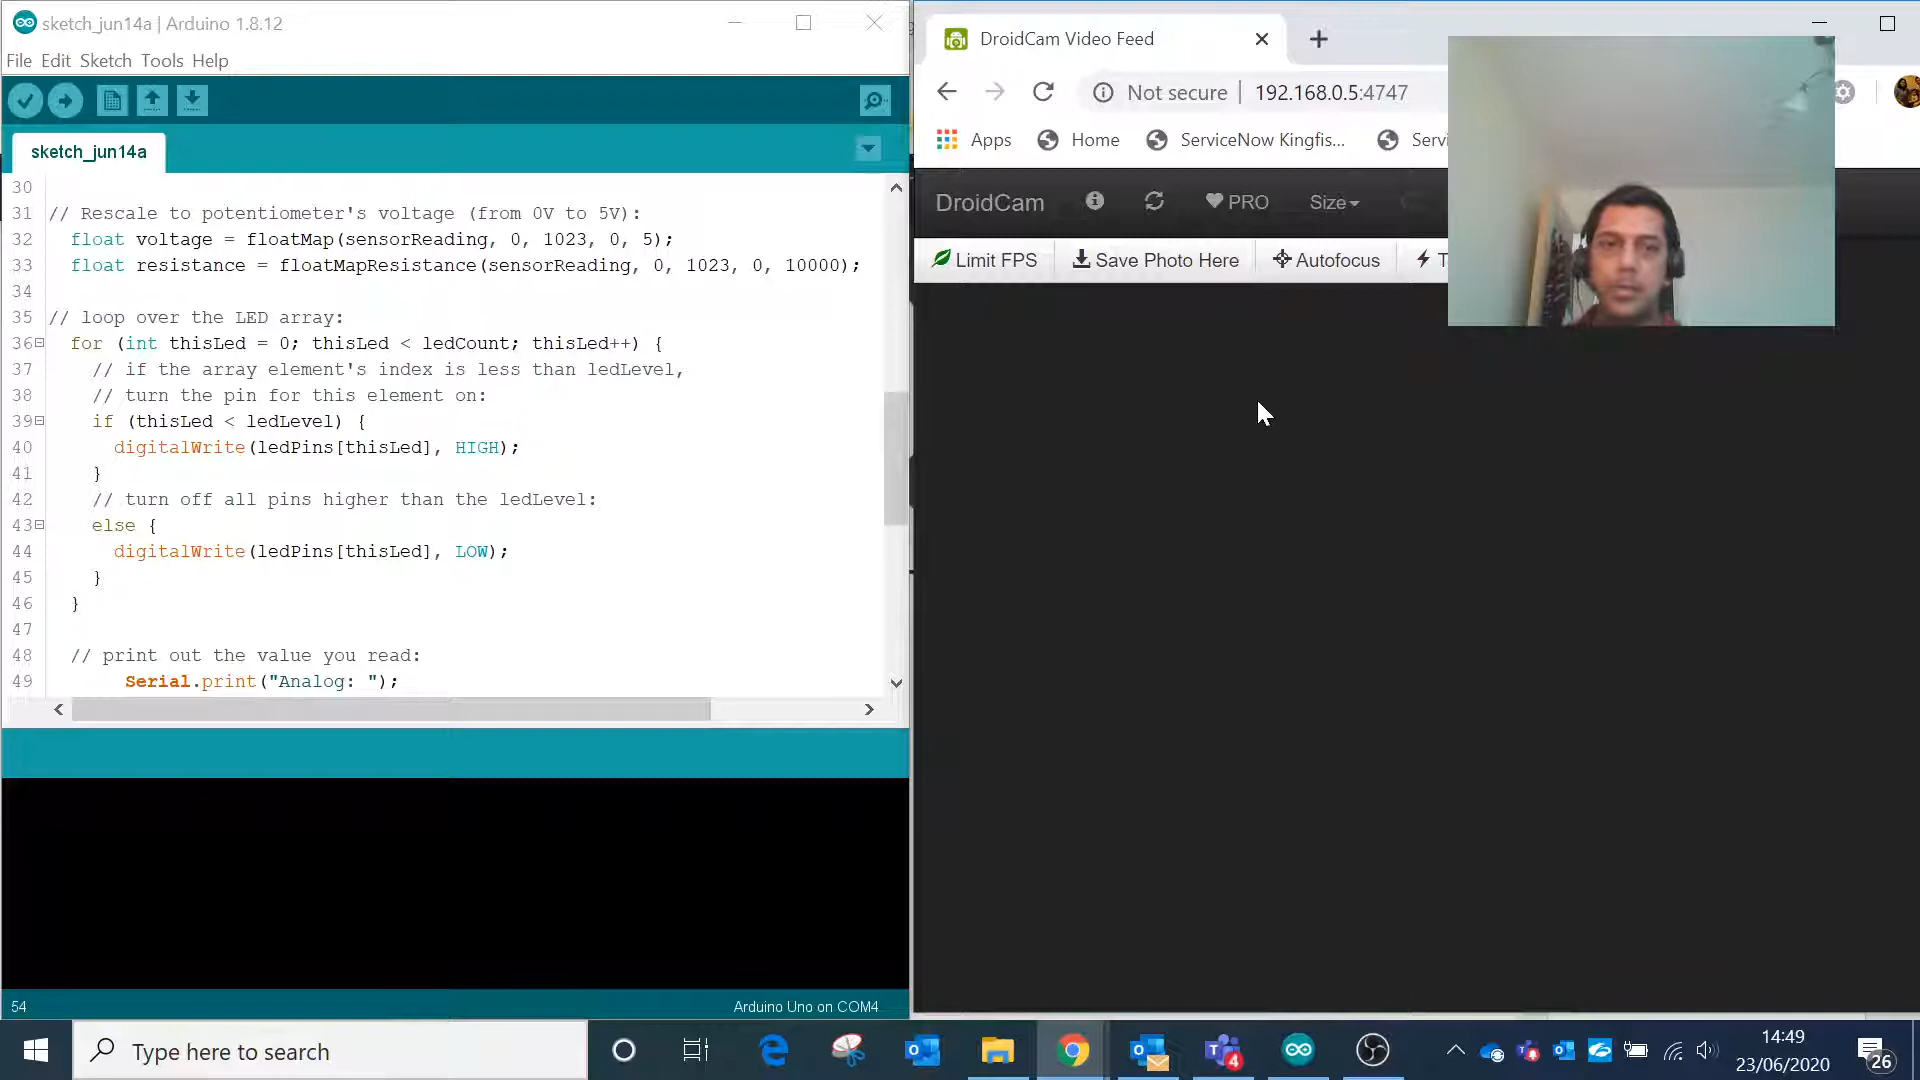 sketch_jun14a | Arduino 1.8.12
File Edit Sketch Tools Help
sketch_jun14a
30
31 // Rescale to potentiometer's voltage (from 0V to 5V):
32 float voltage = floatMap(sensorReading, 0, 1023, 0, 5);
33 float resistance = floatMapResistance(sensorReading, 0, 1023, 0, 10000);
34
35 // loop over the LED array:
36 for (int thisLed = 0; thisLed < ledCount; thisLed++) {
37 // if the array element's index is less than ledLevel,
38 // turn the pin for this element on:
39 if (thisLed < ledLevel) {
40 digitalWrite(ledPins[thisLed], HIGH);
41 }
42 // turn off all pins higher than the ledLevel:
43 else {
44 digitalWrite(ledPins[thisLed], LOW);
45 }
46 }
47
48 // print out the value you read:
49 Serial.print("Analog: ");
54
Arduino Uno on COM4
DroidCam Video Feed
Not secure 192.168.0.5:4747
Apps Home ServiceNow Kingfis... Servi
DroidCam PRO Size
Limit FPS Save Photo Here Autofocus T
Type here to search
4
14:49
23/06/2020
26